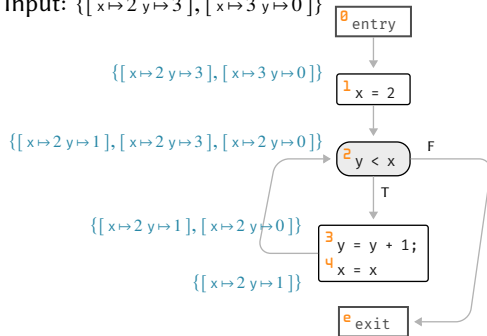 Input: {[ x↦2 y↦3 ], [ x↦3 y↦0 ]}
0 entry
{[ x↦2 y↦3 ], [ x↦3 y↦0 ]}
1 x = 2
{[ x↦2 y↦1 ], [ x↦2 y↦3 ], [ x↦2 y↦0 ]}
2 y < x
F
T
{[ x↦2 y↦1 ], [ x↦2 y↦0 ]}
3 y = y + 1;
4 x = x
{[ x↦2 y↦1 ]}
e exit